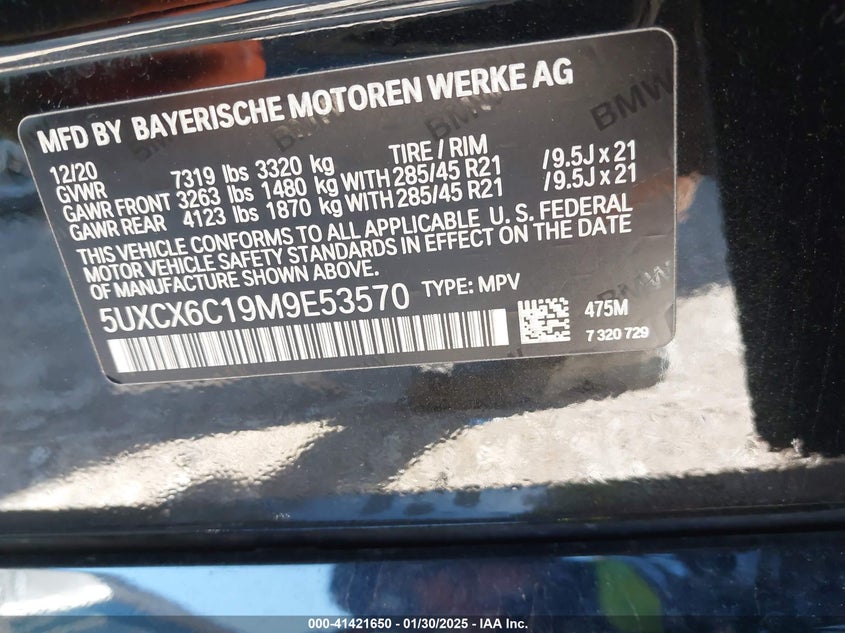 MFD BY BAYERISCHE MOTOREN WERKE AG
12/20 TIRE / RIM
GVWR 7319 lbs 3320 kg
GAWR FRONT 3263 lbs 1480 kg WITH 285/45 R21 /9.5J x 21
GAWR REAR 4123 lbs 1870 kg WITH 285/45 R21 /9.5J x 21
THIS VEHICLE CONFORMS TO ALL APPLICABLE U.S. FEDERAL
MOTOR VEHICLE SAFETY STANDARDS IN EFFECT ON THE DATE
OF MANUFACTURE SHOWN ABOVE.
5UXCX6C19M9E53570 TYPE: MPV
475M
7 320 729
BMW
000-41421650 / 01/30/2025 / IAA Inc.